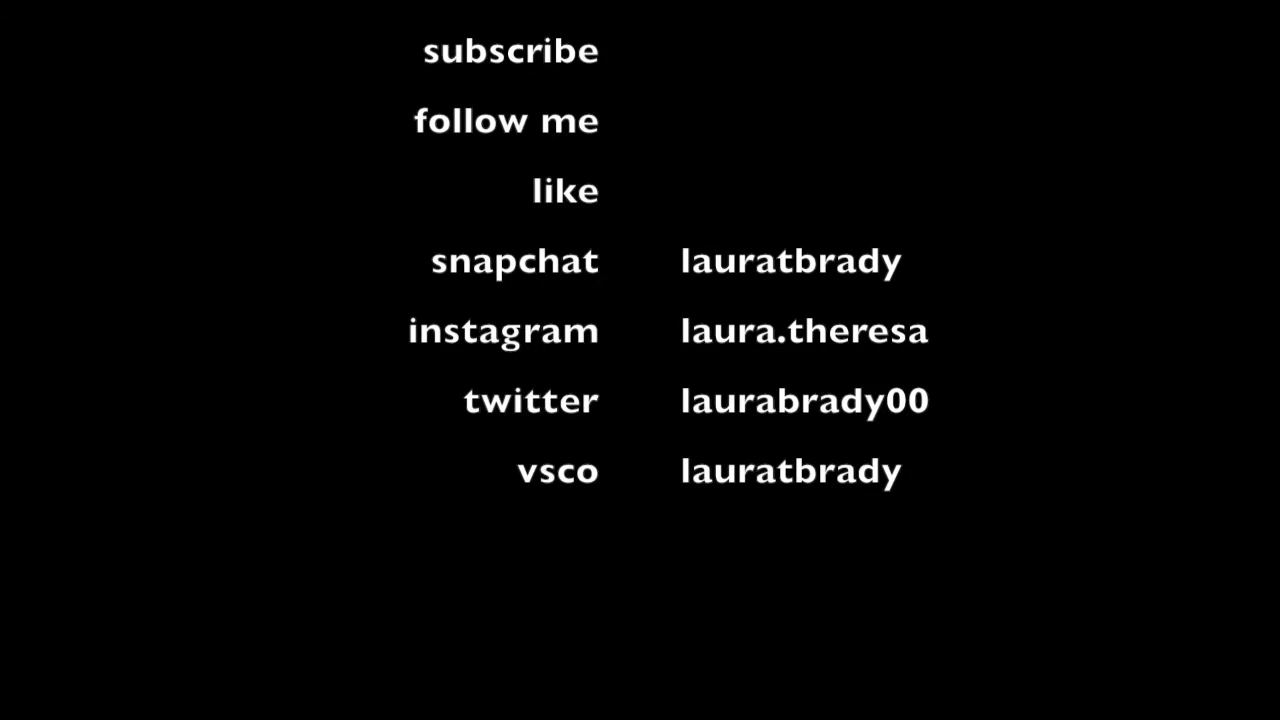 subscribe
follow me
like
snapchat lauratbrady
instagram laura.theresa
twitter laurabrady00
vsco lauratbrady